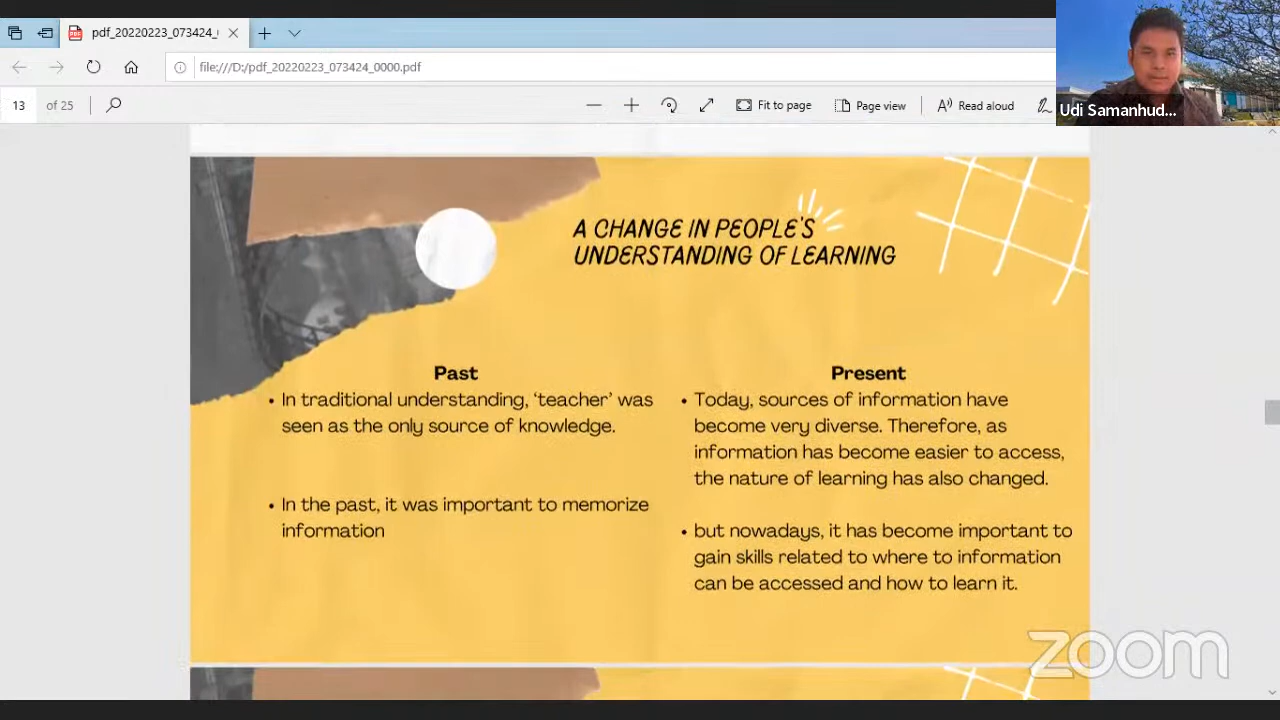 pdf_20220223_073424_
file:///D:/pdf_20220223_073424_0000.pdf
13 of 25
Fit to page
Page view
Read aloud
Udi Samanhud...
A CHANGE IN PEOPLE'S
UNDERSTANDING OF LEARNING
Past
• In traditional understanding, ‘teacher’ was
seen as the only source of knowledge.
• In the past, it was important to memorize
information
Present
• Today, sources of information have
become very diverse. Therefore, as
information has become easier to access,
the nature of learning has also changed.
• but nowadays, it has become important to
gain skills related to where to information
can be accessed and how to learn it.
zoom